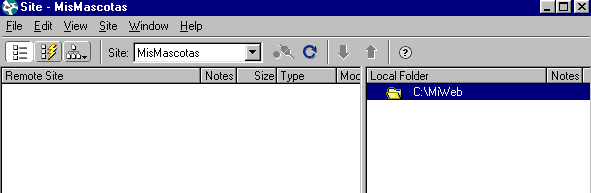 Site - MisMascotas
File Edit View Site Window Help
Site: MisMascotas
Remote Site Notes Size Type Moc Local Folder Notes
C:\MiWeb